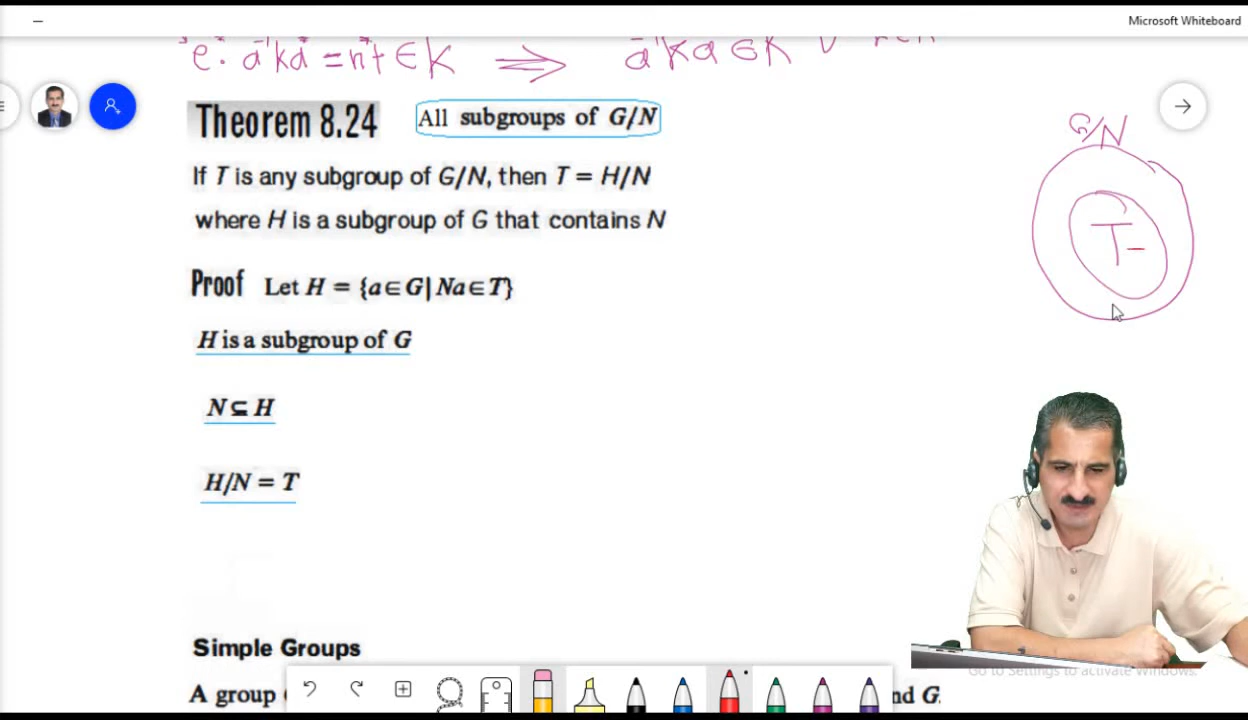 Microsoft Whiteboard
e. a⁻¹ka = n⁻¹t ∈ K ⟹ a⁻¹Ka ∈ K
Theorem 8.24 All subgroups of G/N
G/N
If T is any subgroup of G/N, then T = H/N
where H is a subgroup of G that contains N
T=
Proof Let H = {a∈G|Na∈T}
H is a subgroup of G
N⊆H
H/N = T
Simple Groups
Go to Settings to activate Windows.
A group
nd G.